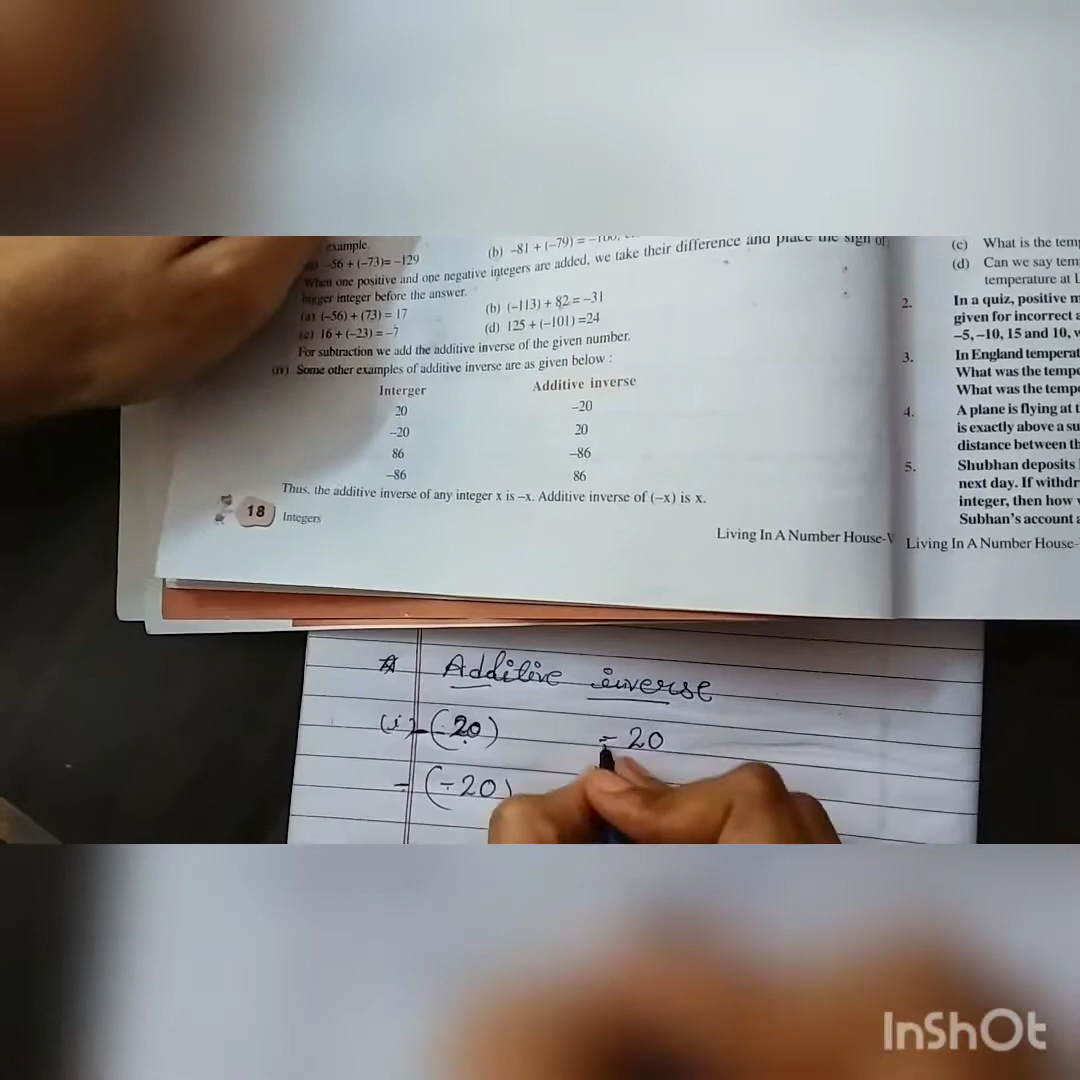 example.
(a) -56 + (-73)= -129
(b) -81 + (-79) =
When one positive and one negative integers are added, we take their difference and place the sign of
bigger integer before the answer.
(a) (-56) + (73) = 17
(b) (-113) + 82 = -31
(c) 16 + (-23) = -7
(d) 125 + (-101) =24
For subtraction we add the additive inverse of the given number.
(iv) Some other examples of additive inverse are as given below :
Interger Additive inverse
20 -20
-20 20
86 -86
-86 86
Thus, the additive inverse of any integer x is -x. Additive inverse of (-x) is x.
18 Integers
Living In A Number House-V
(c) What is the temp
(d) Can we say tem
temperature at
2. In a quiz, positive m
given for incorrect a
-5, -10, 15 and 10, w
3. In England temperat
What was the tempe
What was the temp
4. A plane is flying at t
is exactly above a su
distance between th
5. Shubhan deposits
next day. If withdr
integer, then how
Subhan's account a
Living In A Number House-
☆ Additive inverse
(i) -(-20) - 20
- (-20)
InShOt